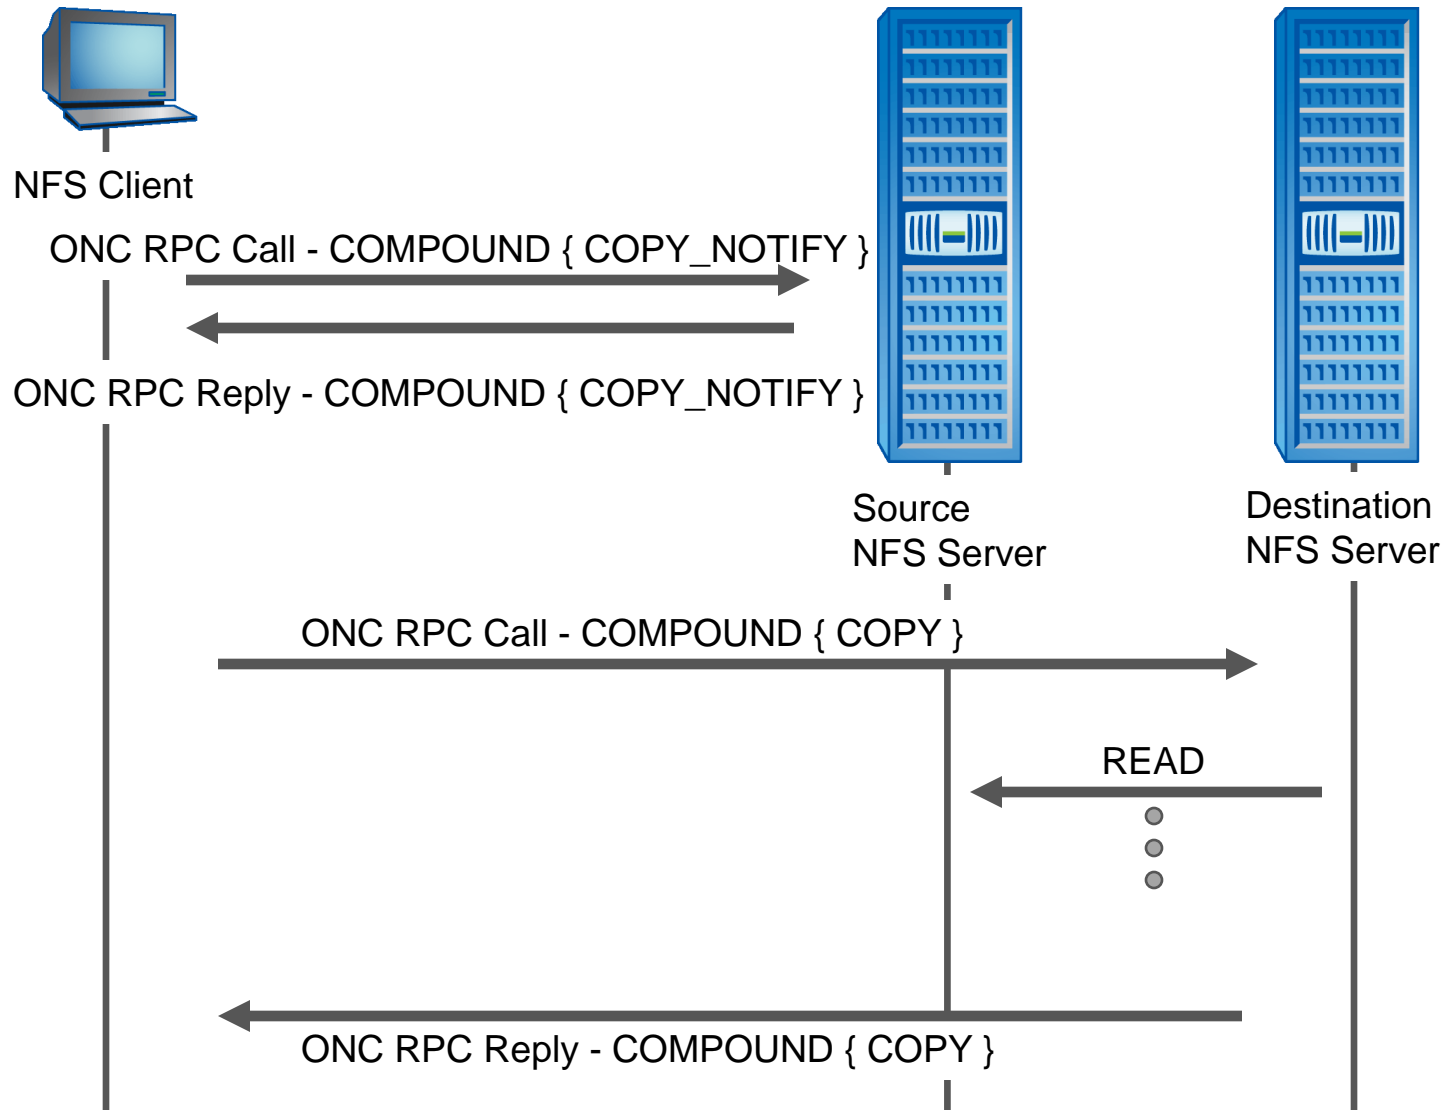 NFS Client
ONC RPC Call - COMPOUND { COPY_NOTIFY }
ONC RPC Reply - COMPOUND { COPY_NOTIFY }
Source
NFS Server
Destination
NFS Server
ONC RPC Call - COMPOUND { COPY }
READ
ONC RPC Reply - COMPOUND { COPY }